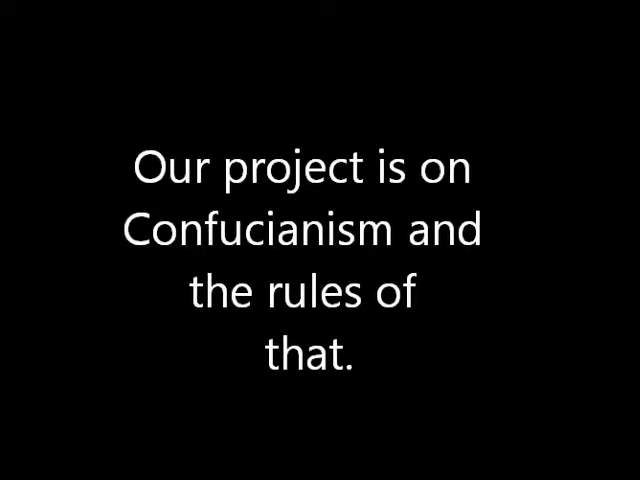 Our project is on
Confucianism and
the rules of
that.